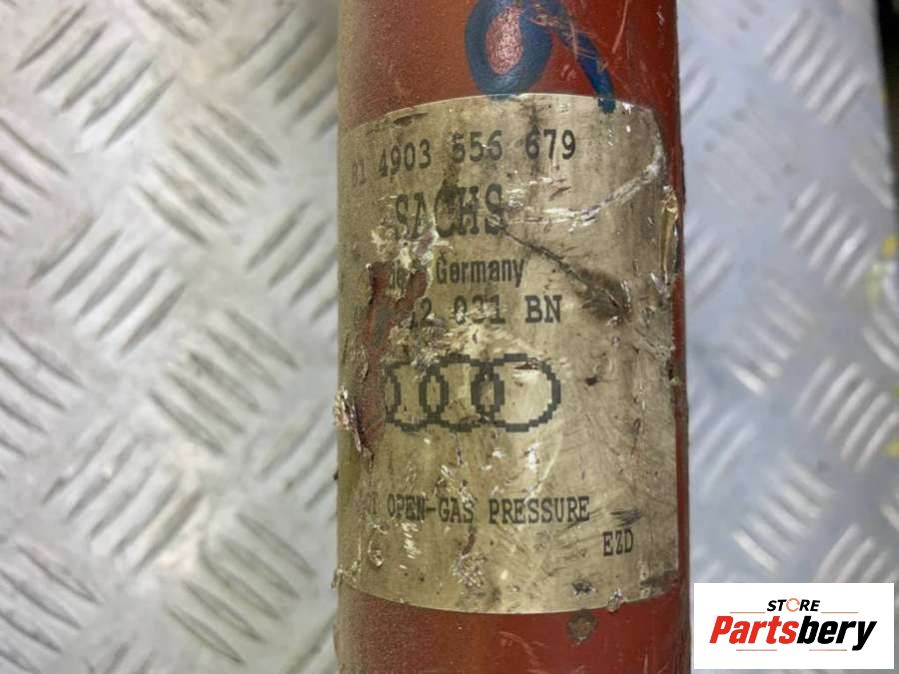 4903 556 679
SACHS
Germany
031 BN
OPEN-GAS PRESSURE
EZD
STORE
Partsbery